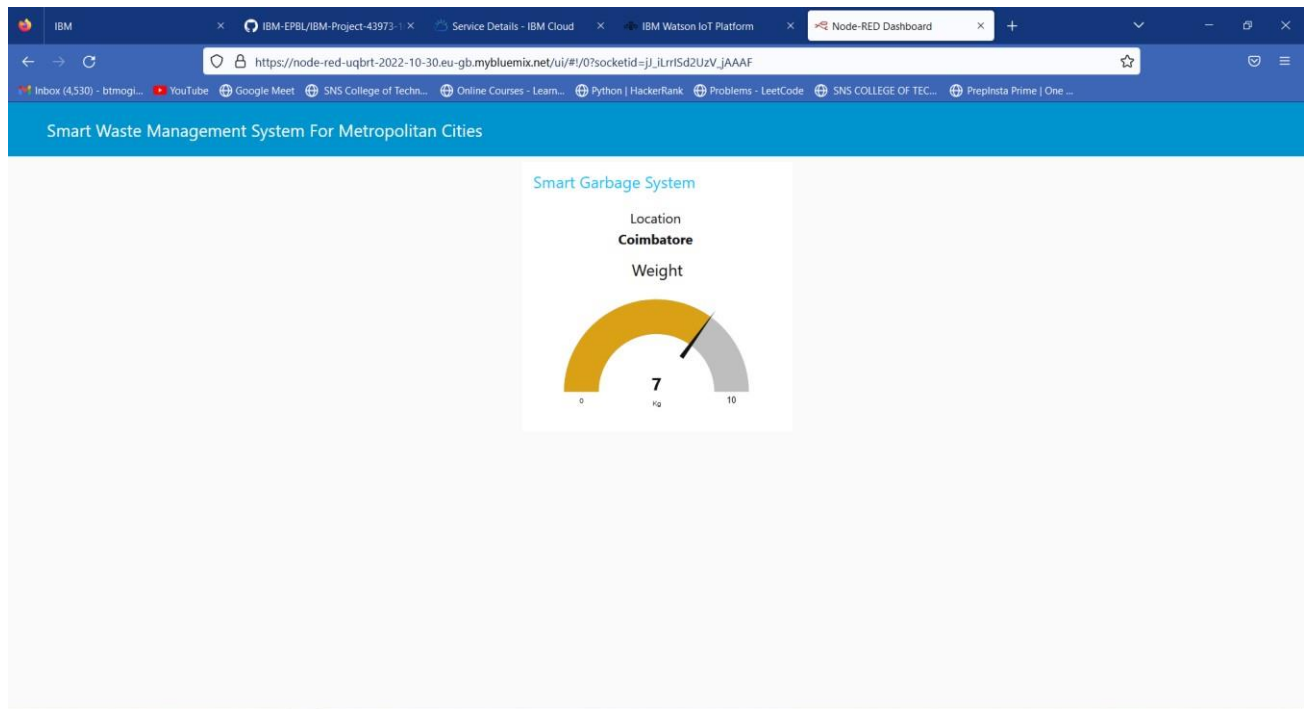 IBM
IBM-EPBL/IBM-Project-43973-1
Service Details - IBM Cloud
IBM Watson IoT Platform
Node-RED Dashboard
https://node-red-uqbrt-2022-10-30.eu-gb.mybluemix.net/ui/#!/0?socketid=jJ_iLrrISd2UzV_jAAAF
Inbox (4,530) - btmogi... YouTube Google Meet SNS College of Techn... Online Courses - Learn... Python | HackerRank Problems - LeetCode SNS COLLEGE OF TEC... PrepInsta Prime | One ...
Smart Waste Management System For Metropolitan Cities
Smart Garbage System
Location
Coimbatore
Weight
7
0 Kg 10